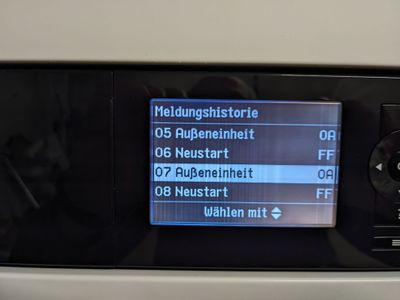 Meldungshistorie
05 Außeneinheit 0A
06 Neustart FF
07 Außeneinheit 0A
08 Neustart FF
Wählen mit